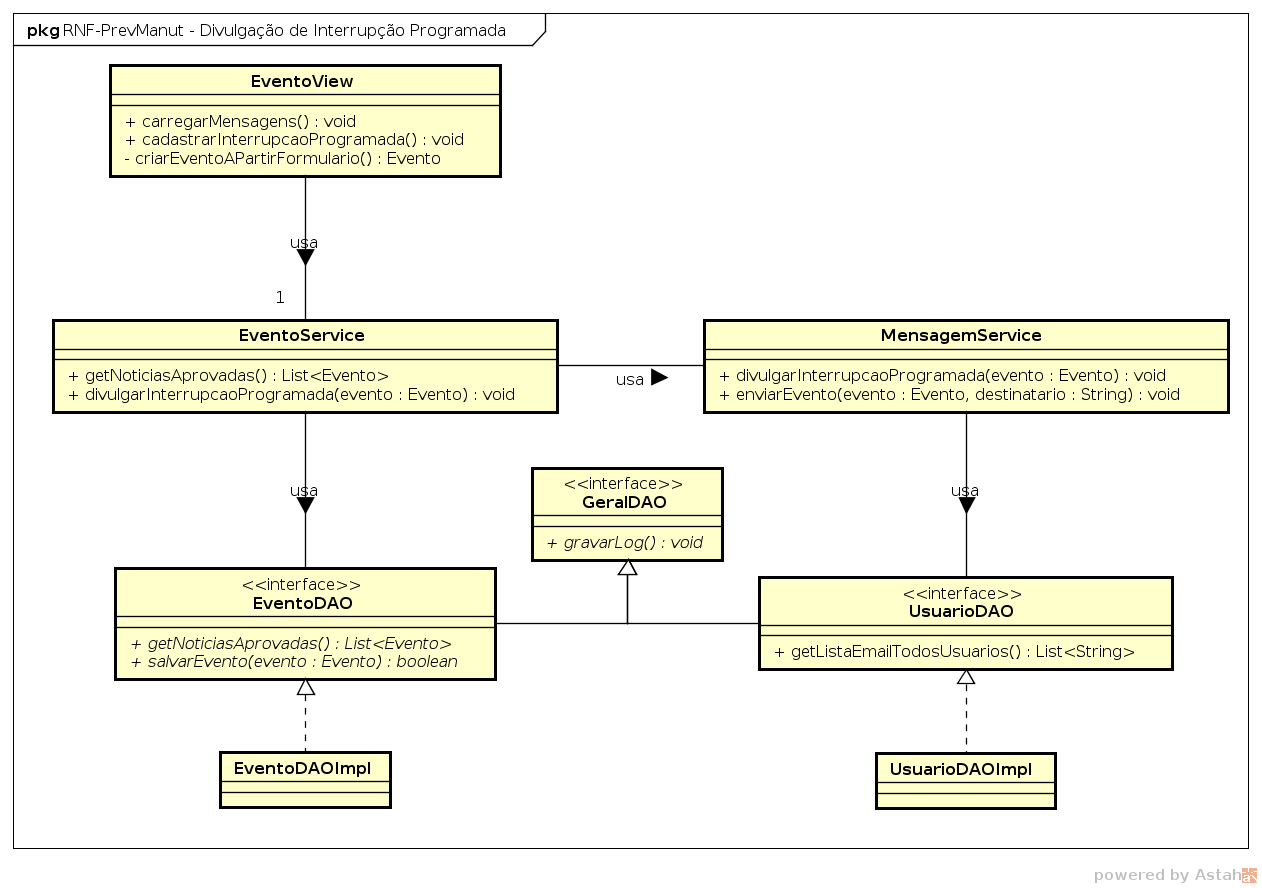 pkg RNF-PrevManut - Divulgação de Interrupção Programada
EventoView
+ carregarMensagens() : void
+ cadastrarInterrupcaoProgramada() : void
- criarEventoAPartirFormulario() : Evento
usa
1
EventoService
+ getNoticiasAprovadas() : List<Evento>
+ divulgarInterrupcaoProgramada(evento : Evento) : void
usa
MensagemService
+ divulgarInterrupcaoProgramada(evento : Evento) : void
+ enviarEvento(evento : Evento, destinatario : String) : void
usa
<<interface>>
GeralDAO
+ gravarLog() : void
usa
<<interface>>
EventoDAO
+ getNoticiasAprovadas() : List<Evento>
+ salvarEvento(evento : Evento) : boolean
<<interface>>
UsuarioDAO
+ getListaEmailTodosUsuarios() : List<String>
EventoDAOImpl
UsuarioDAOImpl
powered by Astah